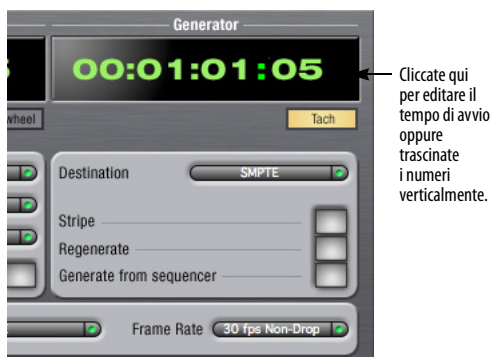 Generator
00:01:01:05
wheel
Tach
Destination
SMPTE
Stripe
Regenerate
Generate from sequencer
Frame Rate
30 fps Non-Drop
Cliccate qui
per editare il
tempo di avvio
oppure
trascinate
i numeri
verticalmente.